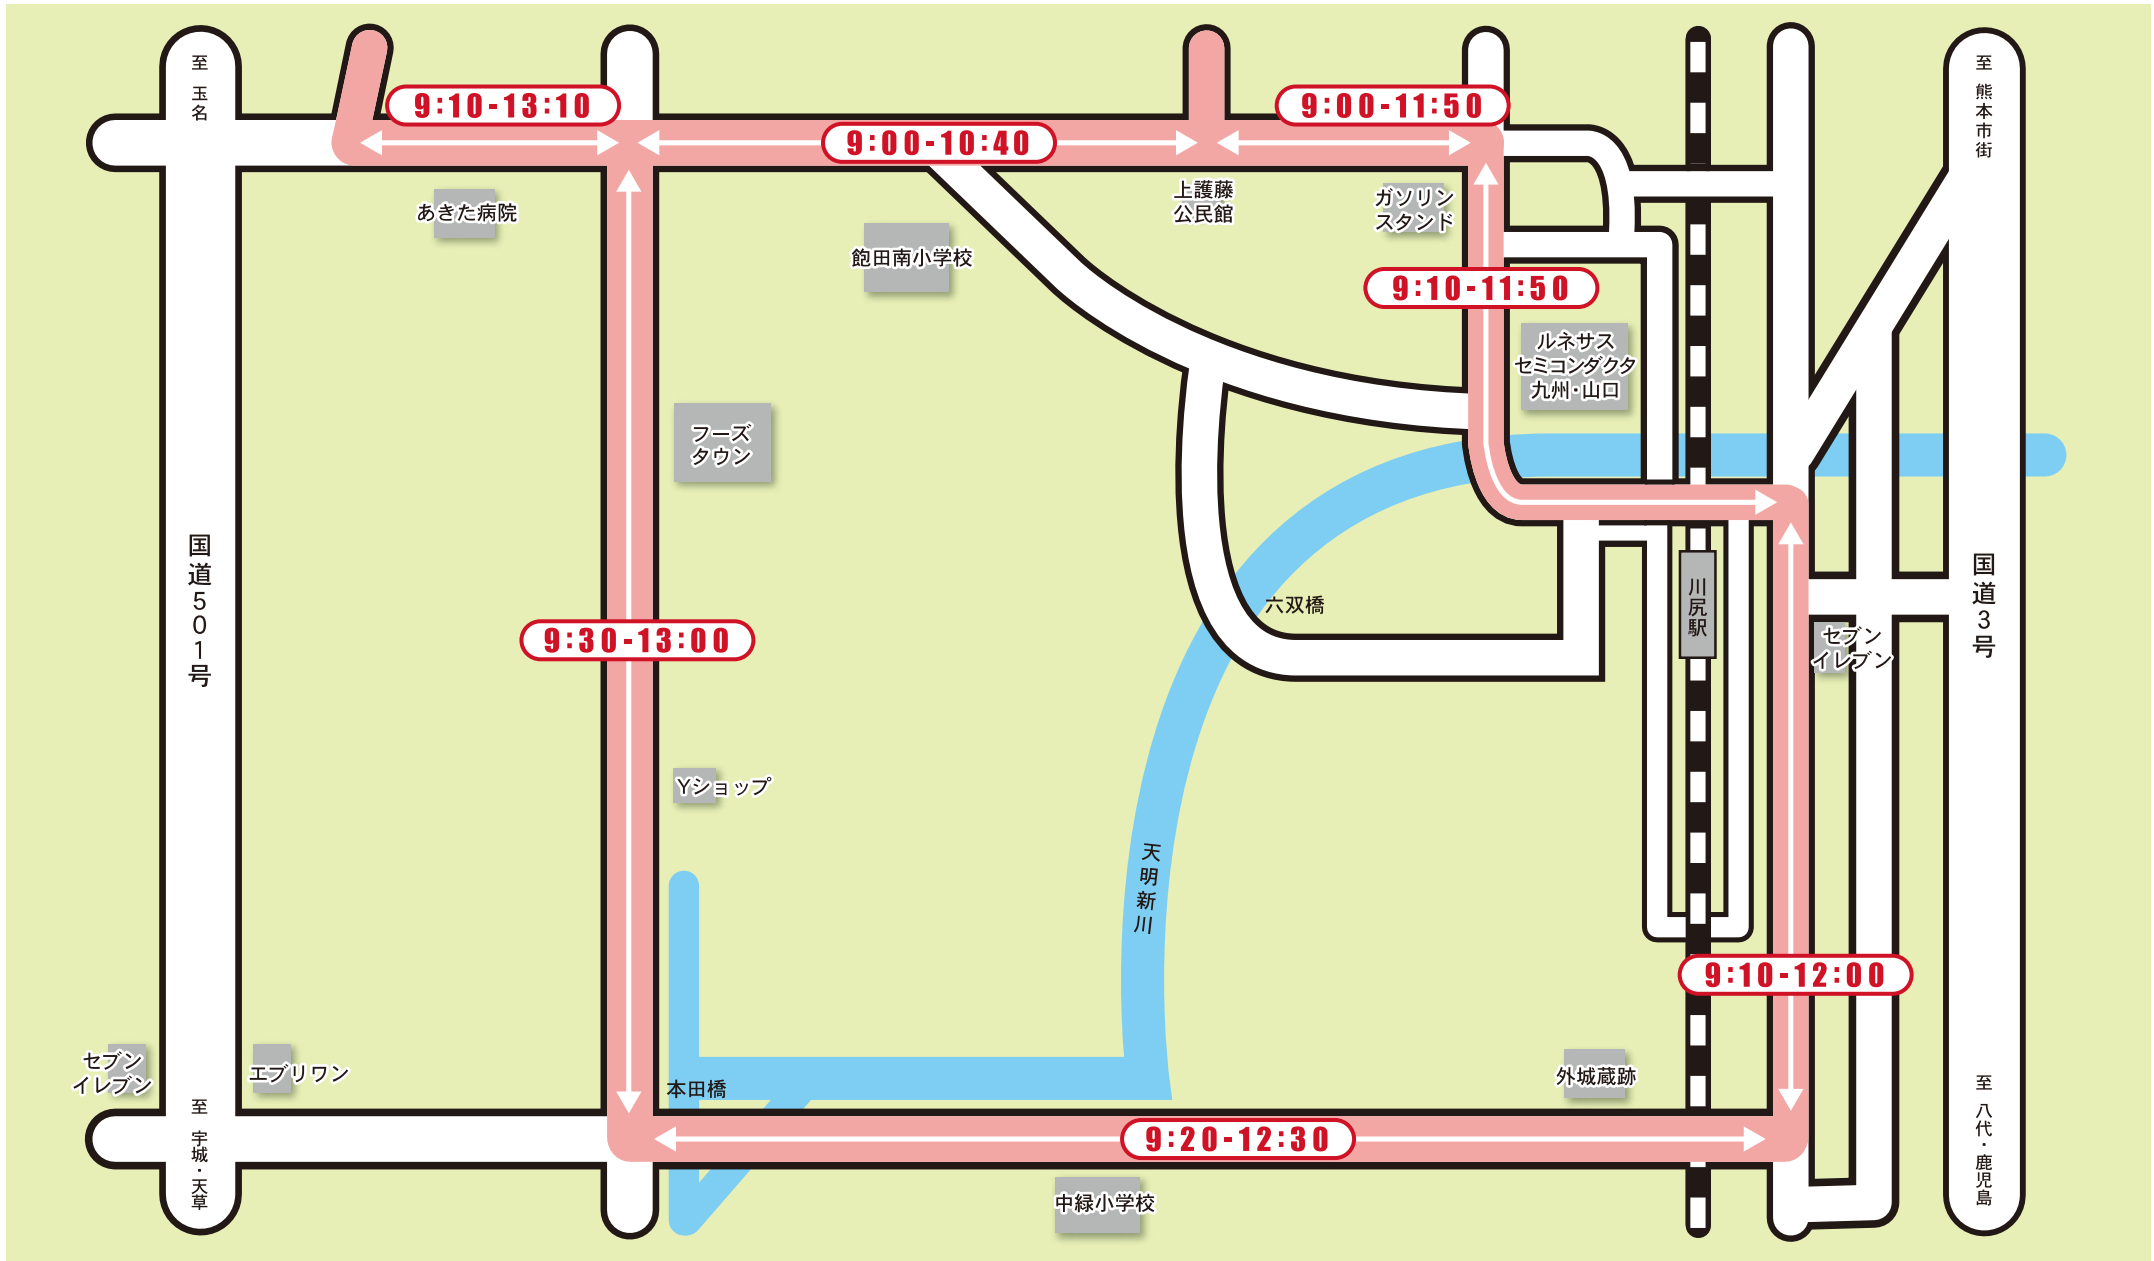 至 玉名
至 熊本市街
9:10-13:10
9:00-11:50
9:00-10:40
あきた病院
上護藤
公民館
ガソリン
スタンド
飽田南小学校
9:10-11:50
ルネサス
セミコンダクタ
九州・山口
フーズ
タウン
国道501号
国道3号
六双橋
川尻駅
9:30-13:00
セブン
イレブン
Yショップ
天明新川
9:10-12:00
セブン
イレブン
エブリワン
本田橋
外城蔵跡
至 宇城・天草
9:20-12:30
至 八代・鹿児島
中緑小学校